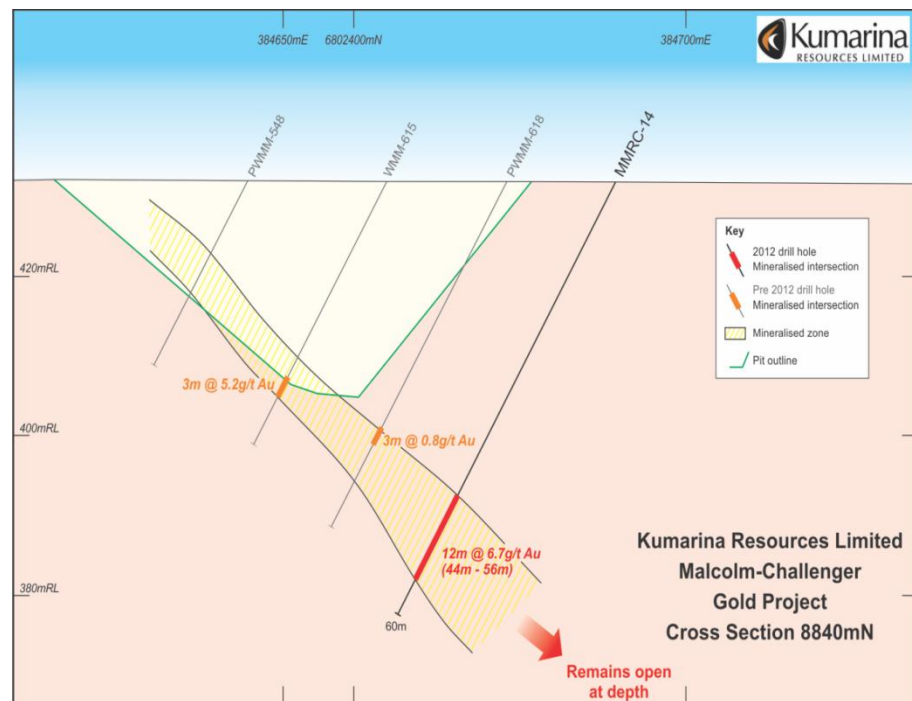 384650mE
6802400mN
384700mE
Kumarina
RESOURCES LIMITED
PWMM-548
WMM-615
PWMM-618
MMRC-14
Key
2012 drill hole
Mineralised intersection
Pre 2012 drill hole
Mineralised intersection
Mineralised zone
Pit outline
420mRL
3m @ 5.2g/t Au
400mRL
3m @ 0.8g/t Au
12m @ 6.7g/t Au
(44m - 56m)
380mRL
60m
Kumarina Resources Limited
Malcolm-Challenger
Gold Project
Cross Section 8840mN
Remains open
at depth